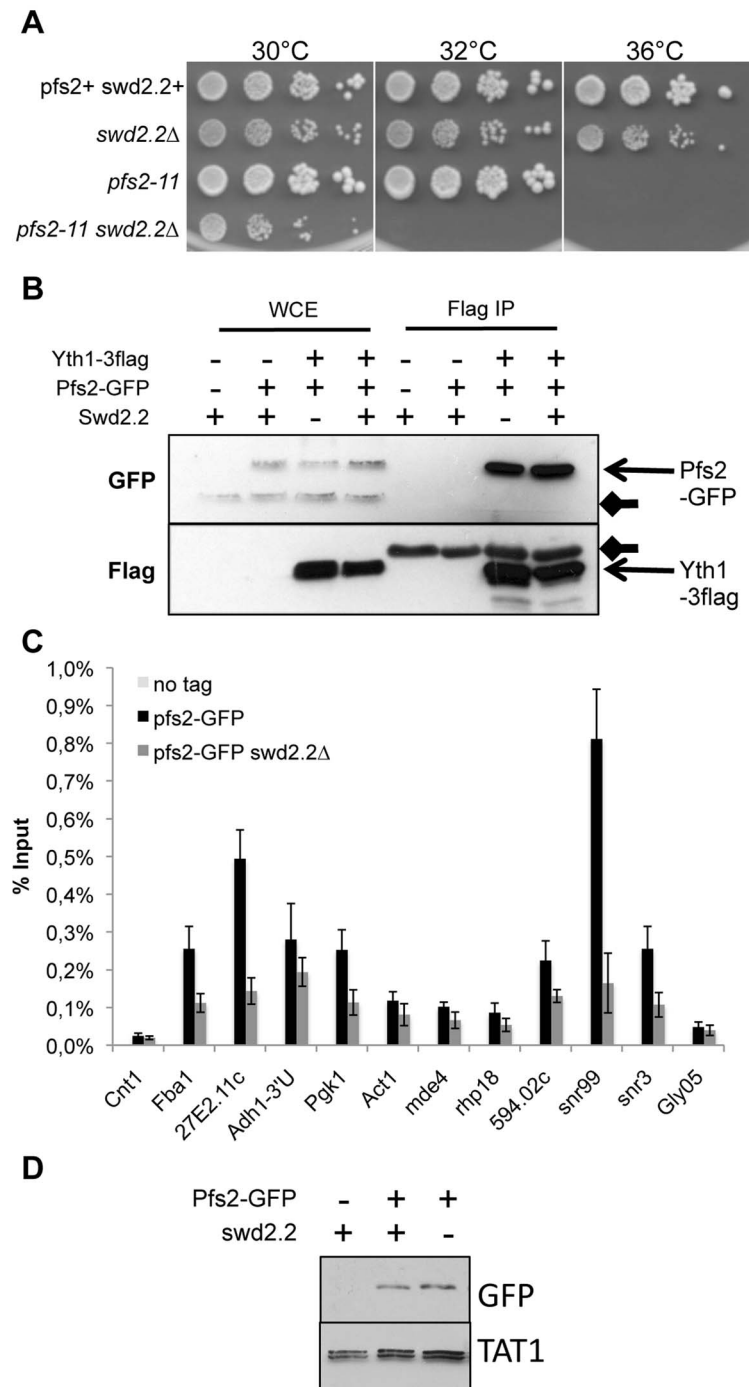 A
30°C 32°C 36°C
pfs2+ swd2.2+
swd2.2Δ
pfs2-11
pfs2-11 swd2.2Δ
B
WCE Flag IP
Yth1-3flag - - + + - - + +
Pfs2-GFP - + + + - + + +
Swd2.2 + + - + + + - +
GFP
Pfs2
-GFP
Flag
Yth1
-3flag
C
1,0%
0,9%
0,8%
0,7%
0,6%
0,5%
0,4%
0,3%
0,2%
0,1%
0,0%
% Input
no tag
pfs2-GFP
pfs2-GFP swd2.2Δ
Cnt1 Fba1 27E2.11c Adh1-3'U Pgk1 Act1 mde4 rhp18 594.02c snr99 snr3 Gly05
D
Pfs2-GFP - + +
swd2.2 + + -
GFP
TAT1